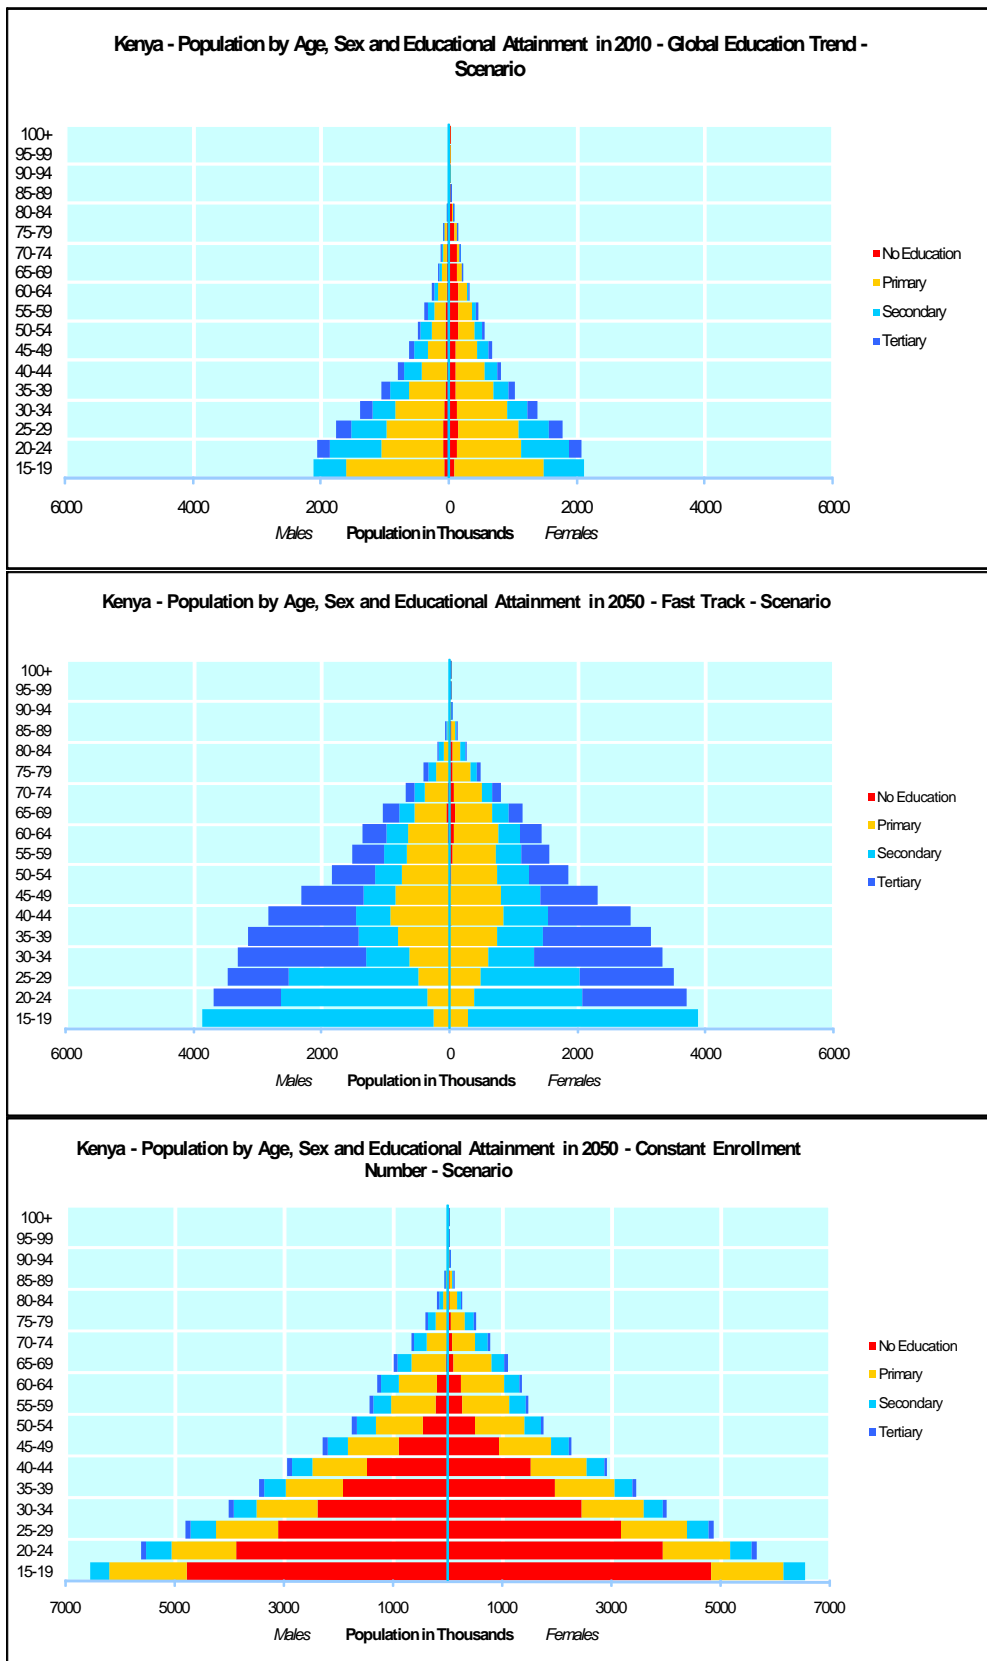 Kenya - Population by Age, Sex and Educational Attainment in 2010 - Global Education Trend -
Scenario
100+
95-99
90-94
85-89
80-84
75-79
70-74
65-69
60-64
55-59
50-54
45-49
40-44
35-39
30-34
25-29
20-24
15-19
No Education
Primary
Secondary
Tertiary
6000 4000 2000 0 2000 4000 6000
Males Population in Thousands Females
Kenya - Population by Age, Sex and Educational Attainment in 2050 - Fast Track - Scenario
100+
95-99
90-94
85-89
80-84
75-79
70-74
65-69
60-64
55-59
50-54
45-49
40-44
35-39
30-34
25-29
20-24
15-19
No Education
Primary
Secondary
Tertiary
6000 4000 2000 0 2000 4000 6000
Males Population in Thousands Females
Kenya - Population by Age, Sex and Educational Attainment in 2050 - Constant Enrollment
Number - Scenario
100+
95-99
90-94
85-89
80-84
75-79
70-74
65-69
60-64
55-59
50-54
45-49
40-44
35-39
30-34
25-29
20-24
15-19
No Education
Primary
Secondary
Tertiary
7000 5000 3000 1000 1000 3000 5000 7000
Males Population in Thousands Females